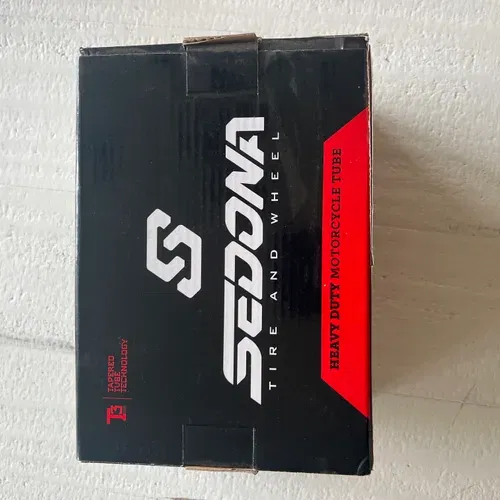 SEDONA
TIRE AND WHEEL
HEAVY DUTY MOTORCYCLE TUBE
T3
TAPERED
TUBE
TECHNOLOGY